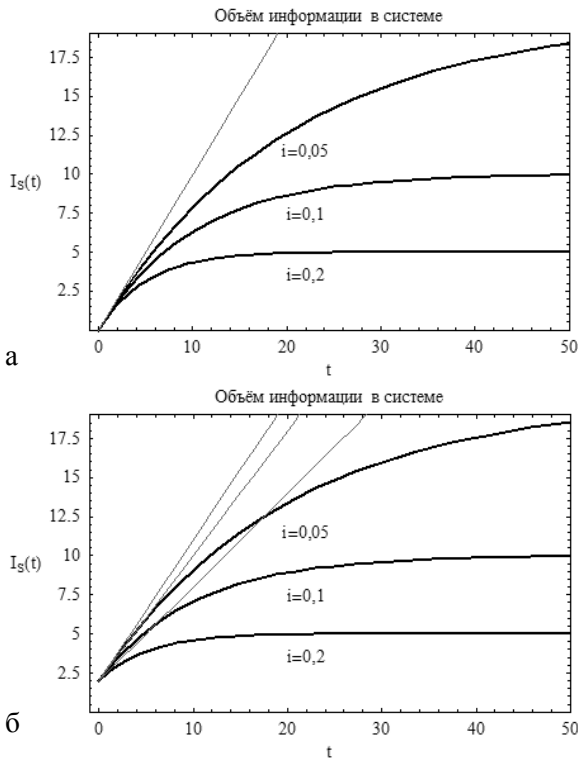 Объём информации в системе
17.5
15
12.5
10
7.5
5
2.5
I_S(t)
i=0,05
i=0,1
i=0,2
0 10 20 30 40 50
t
а
Объём информации в системе
17.5
15
12.5
10
7.5
5
2.5
I_S(t)
i=0,05
i=0,1
i=0,2
0 10 20 30 40 50
t
б